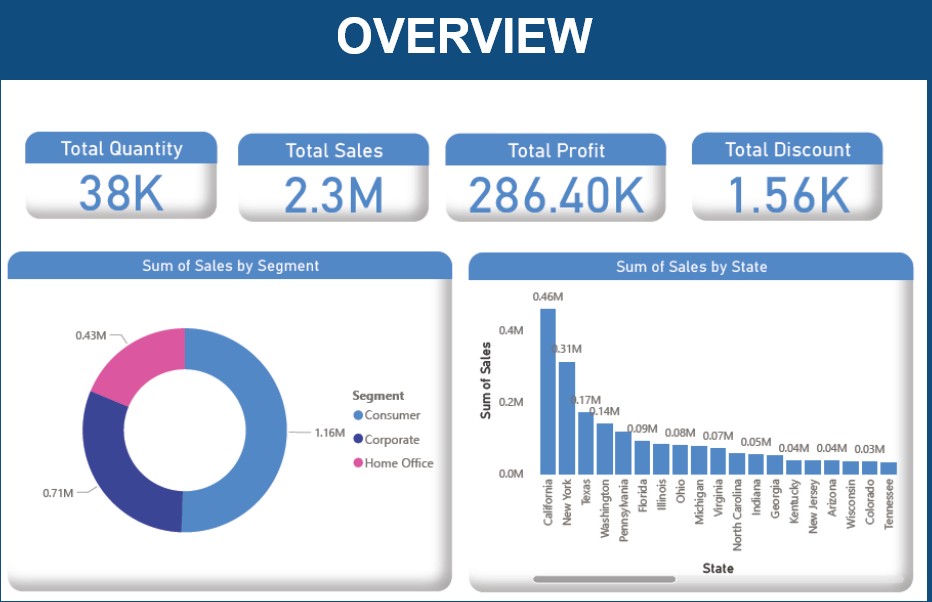 OVERVIEW
Total Quantity
38K
Total Sales
2.3M
Total Profit
286.40K
Total Discount
1.56K
Sum of Sales by Segment
0.43M
0.71M
1.16M
Segment
Consumer
Corporate
Home Office
Sum of Sales by State
Sum of Sales
0.4M
0.2M
0.0M
0.46M
0.31M
0.17M
0.14M
0.09M
0.08M
0.07M
0.05M
0.04M
0.04M
0.03M
California
New York
Texas
Washington
Pennsylvania
Florida
Illinois
Ohio
Michigan
Virginia
North Carolina
Indiana
Georgia
Kentucky
New Jersey
Arizona
Wisconsin
Colorado
Tennessee
State